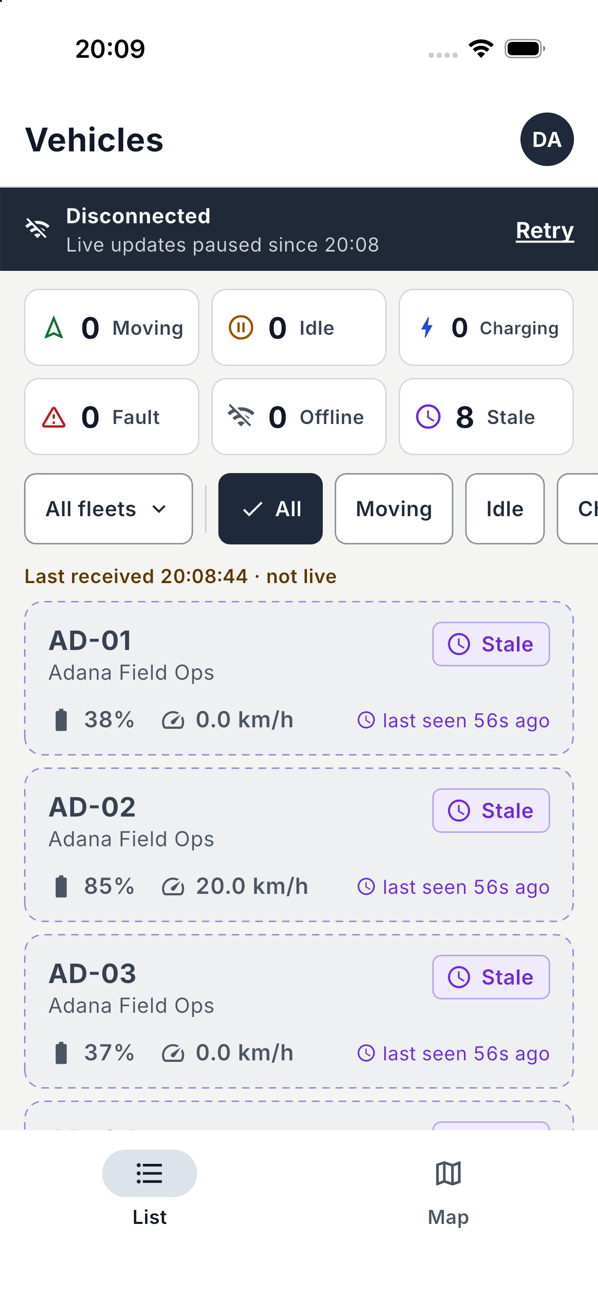 20:09
Vehicles
DA
Disconnected
Live updates paused since 20:08
Retry
0 Moving
0 Idle
0 Charging
0 Fault
0 Offline
8 Stale
All fleets
All
Moving
Idle
Last received 20:08:44 · not live
AD-01
Stale
Adana Field Ops
38%
0.0 km/h
last seen 56s ago
AD-02
Stale
Adana Field Ops
85%
20.0 km/h
last seen 56s ago
AD-03
Stale
Adana Field Ops
37%
0.0 km/h
last seen 56s ago
List
Map